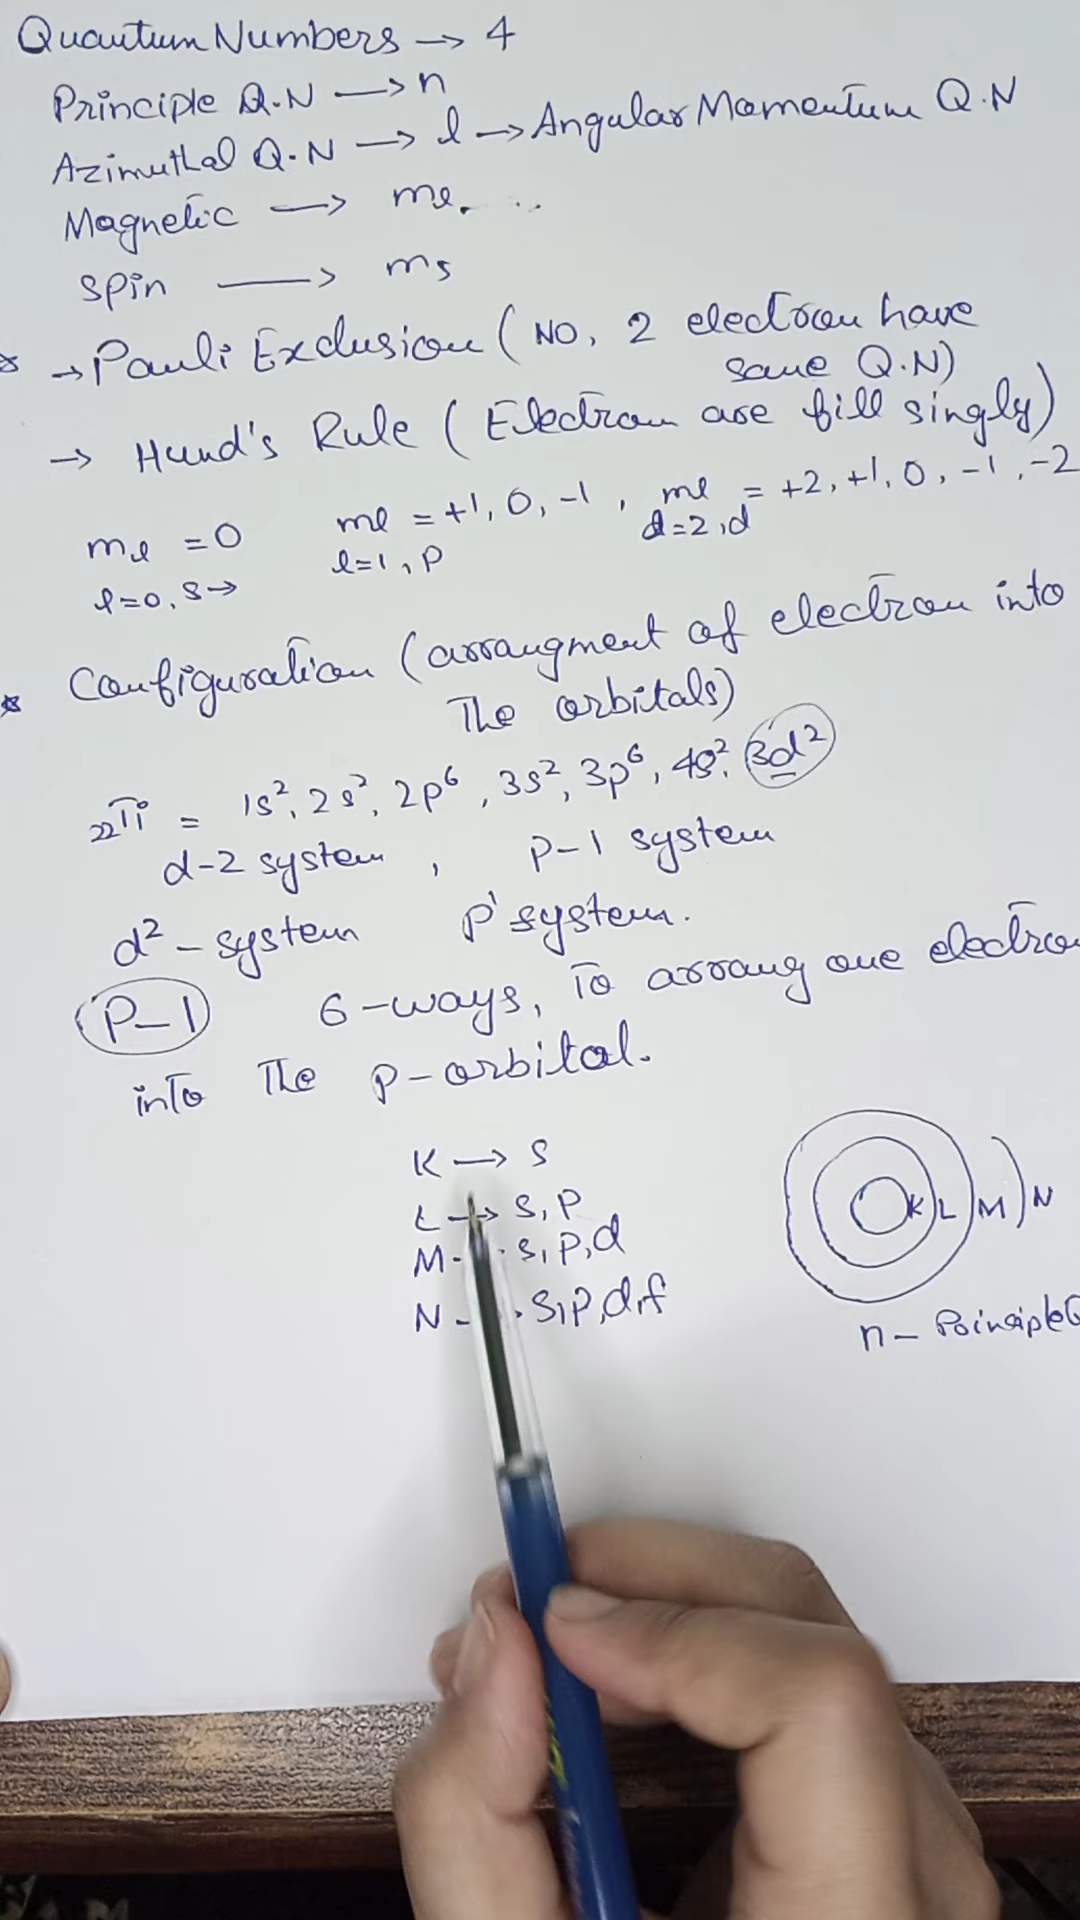 Quantum Numbers → 4
Principle Q.N → n
Azimuthal Q.N → l → Angular Momentum Q.N
Magnetic → ml
Spin → ms
→ Pauli Exclusion ( No, 2 electron have
same Q.N)
→ Hund's Rule ( Electron are fill singly)
ml = 0 ml = +1, 0, -1 , ml = +2, +1, 0, -1, -2
l=0, s→ l=1, p d=2, d
Configuration (arrangment of electron into
The orbitals)
22Ti = 1s², 2s², 2p⁶, 3s², 3p⁶, 4s², 3d²
d-2 system , p-1 system
d² - system p¹ system.
P-1 6-ways, To arrang one electro
into The p-orbital.
K → s
L → s, p
M - s, p, d
N - s, p, d, f
K L M N
n - Poinciple Q